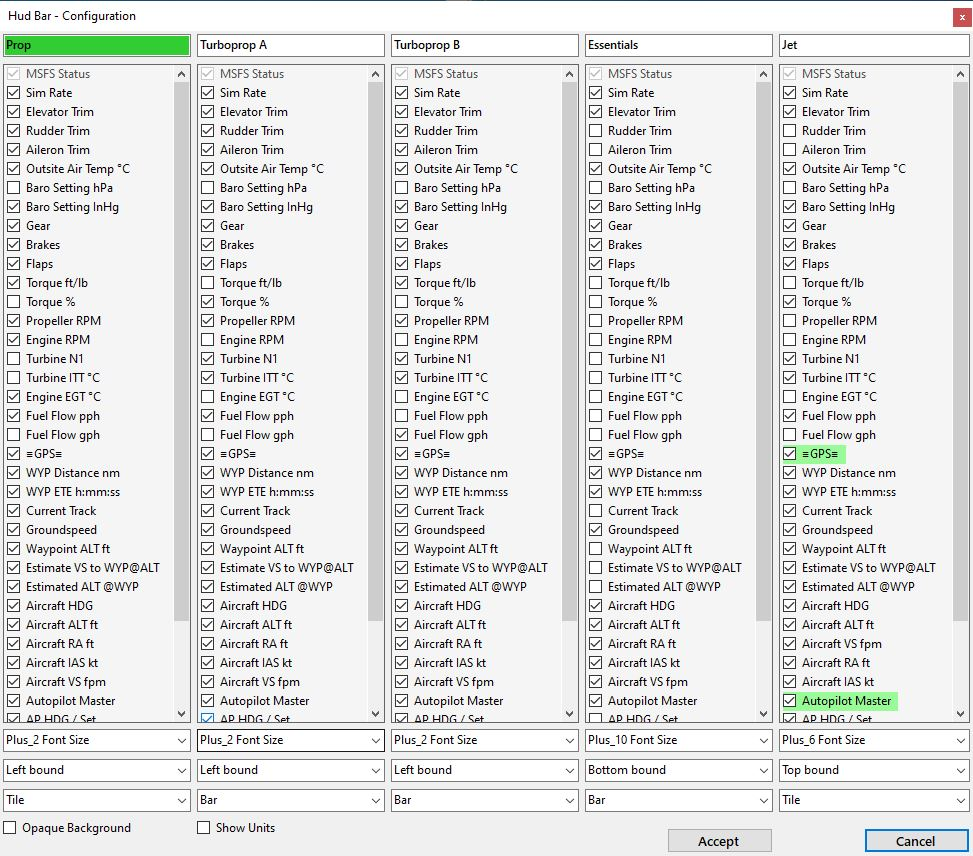 Hud Bar - Configuration
x
Prop Turboprop A Turboprop B Essentials Jet
MSFS Status MSFS Status MSFS Status MSFS Status MSFS Status
Sim Rate Sim Rate Sim Rate Sim Rate Sim Rate
Elevator Trim Elevator Trim Elevator Trim Elevator Trim Elevator Trim
Rudder Trim Rudder Trim Rudder Trim Rudder Trim Rudder Trim
Aileron Trim Aileron Trim Aileron Trim Aileron Trim Aileron Trim
Outsite Air Temp °C Outsite Air Temp °C Outsite Air Temp °C Outsite Air Temp °C Outsite Air Temp °C
Baro Setting hPa Baro Setting hPa Baro Setting hPa Baro Setting hPa Baro Setting hPa
Baro Setting InHg Baro Setting InHg Baro Setting InHg Baro Setting InHg Baro Setting InHg
Gear Gear Gear Gear Gear
Brakes Brakes Brakes Brakes Brakes
Flaps Flaps Flaps Flaps Flaps
Torque ft/lb Torque ft/lb Torque ft/lb Torque ft/lb Torque ft/lb
Torque % Torque % Torque % Torque % Torque %
Propeller RPM Propeller RPM Propeller RPM Propeller RPM Propeller RPM
Engine RPM Engine RPM Engine RPM Engine RPM Engine RPM
Turbine N1 Turbine N1 Turbine N1 Turbine N1 Turbine N1
Turbine ITT °C Turbine ITT °C Turbine ITT °C Turbine ITT °C Turbine ITT °C
Engine EGT °C Engine EGT °C Engine EGT °C Engine EGT °C Engine EGT °C
Fuel Flow pph Fuel Flow pph Fuel Flow pph Fuel Flow pph Fuel Flow pph
Fuel Flow gph Fuel Flow gph Fuel Flow gph Fuel Flow gph Fuel Flow gph
≡GPS≡ ≡GPS≡ ≡GPS≡ ≡GPS≡ ≡GPS≡
WYP Distance nm WYP Distance nm WYP Distance nm WYP Distance nm WYP Distance nm
WYP ETE h:mm:ss WYP ETE h:mm:ss WYP ETE h:mm:ss WYP ETE h:mm:ss WYP ETE h:mm:ss
Current Track Current Track Current Track Current Track Current Track
Groundspeed Groundspeed Groundspeed Groundspeed Groundspeed
Waypoint ALT ft Waypoint ALT ft Waypoint ALT ft Waypoint ALT ft Waypoint ALT ft
Estimate VS to WYP@ALT Estimate VS to WYP@ALT Estimate VS to WYP@ALT Estimate VS to WYP@ALT Estimate VS to WYP@ALT
Estimated ALT @WYP Estimated ALT @WYP Estimated ALT @WYP Estimated ALT @WYP Estimated ALT @WYP
Aircraft HDG Aircraft HDG Aircraft HDG Aircraft HDG Aircraft HDG
Aircraft ALT ft Aircraft ALT ft Aircraft ALT ft Aircraft ALT ft Aircraft ALT ft
Aircraft RA ft Aircraft RA ft Aircraft RA ft Aircraft RA ft Aircraft VS fpm
Aircraft IAS kt Aircraft IAS kt Aircraft IAS kt Aircraft IAS kt Aircraft RA ft
Aircraft VS fpm Aircraft VS fpm Aircraft VS fpm Aircraft VS fpm Aircraft IAS kt
Autopilot Master Autopilot Master Autopilot Master Autopilot Master Autopilot Master
AP HDG / Set AP HDG / Set AP HDG / Set AP HDG / Set AP HDG / Set
Plus_2 Font Size Plus_2 Font Size Plus_2 Font Size Plus_10 Font Size Plus_6 Font Size
Left bound Left bound Left bound Bottom bound Top bound
Tile Bar Bar Bar Tile
Opaque Background Show Units
Accept Cancel